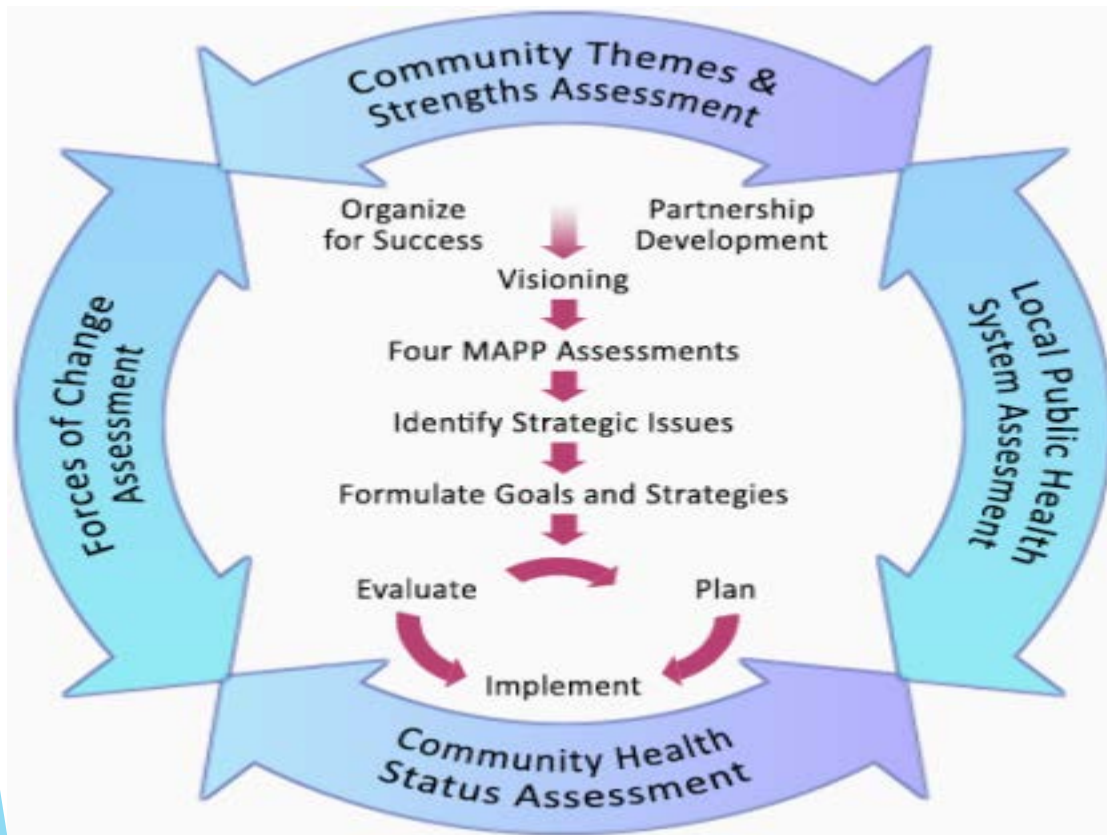 Community Themes &
Strengths Assessment
Organize
for Success
Partnership
Development
Visioning
Four MAPP Assessments
Identify Strategic Issues
Formulate Goals and Strategies
Evaluate
Plan
Implement
Forces of Change
Assessment
Local Public Health
System Assessment
Community Health
Status Assessment